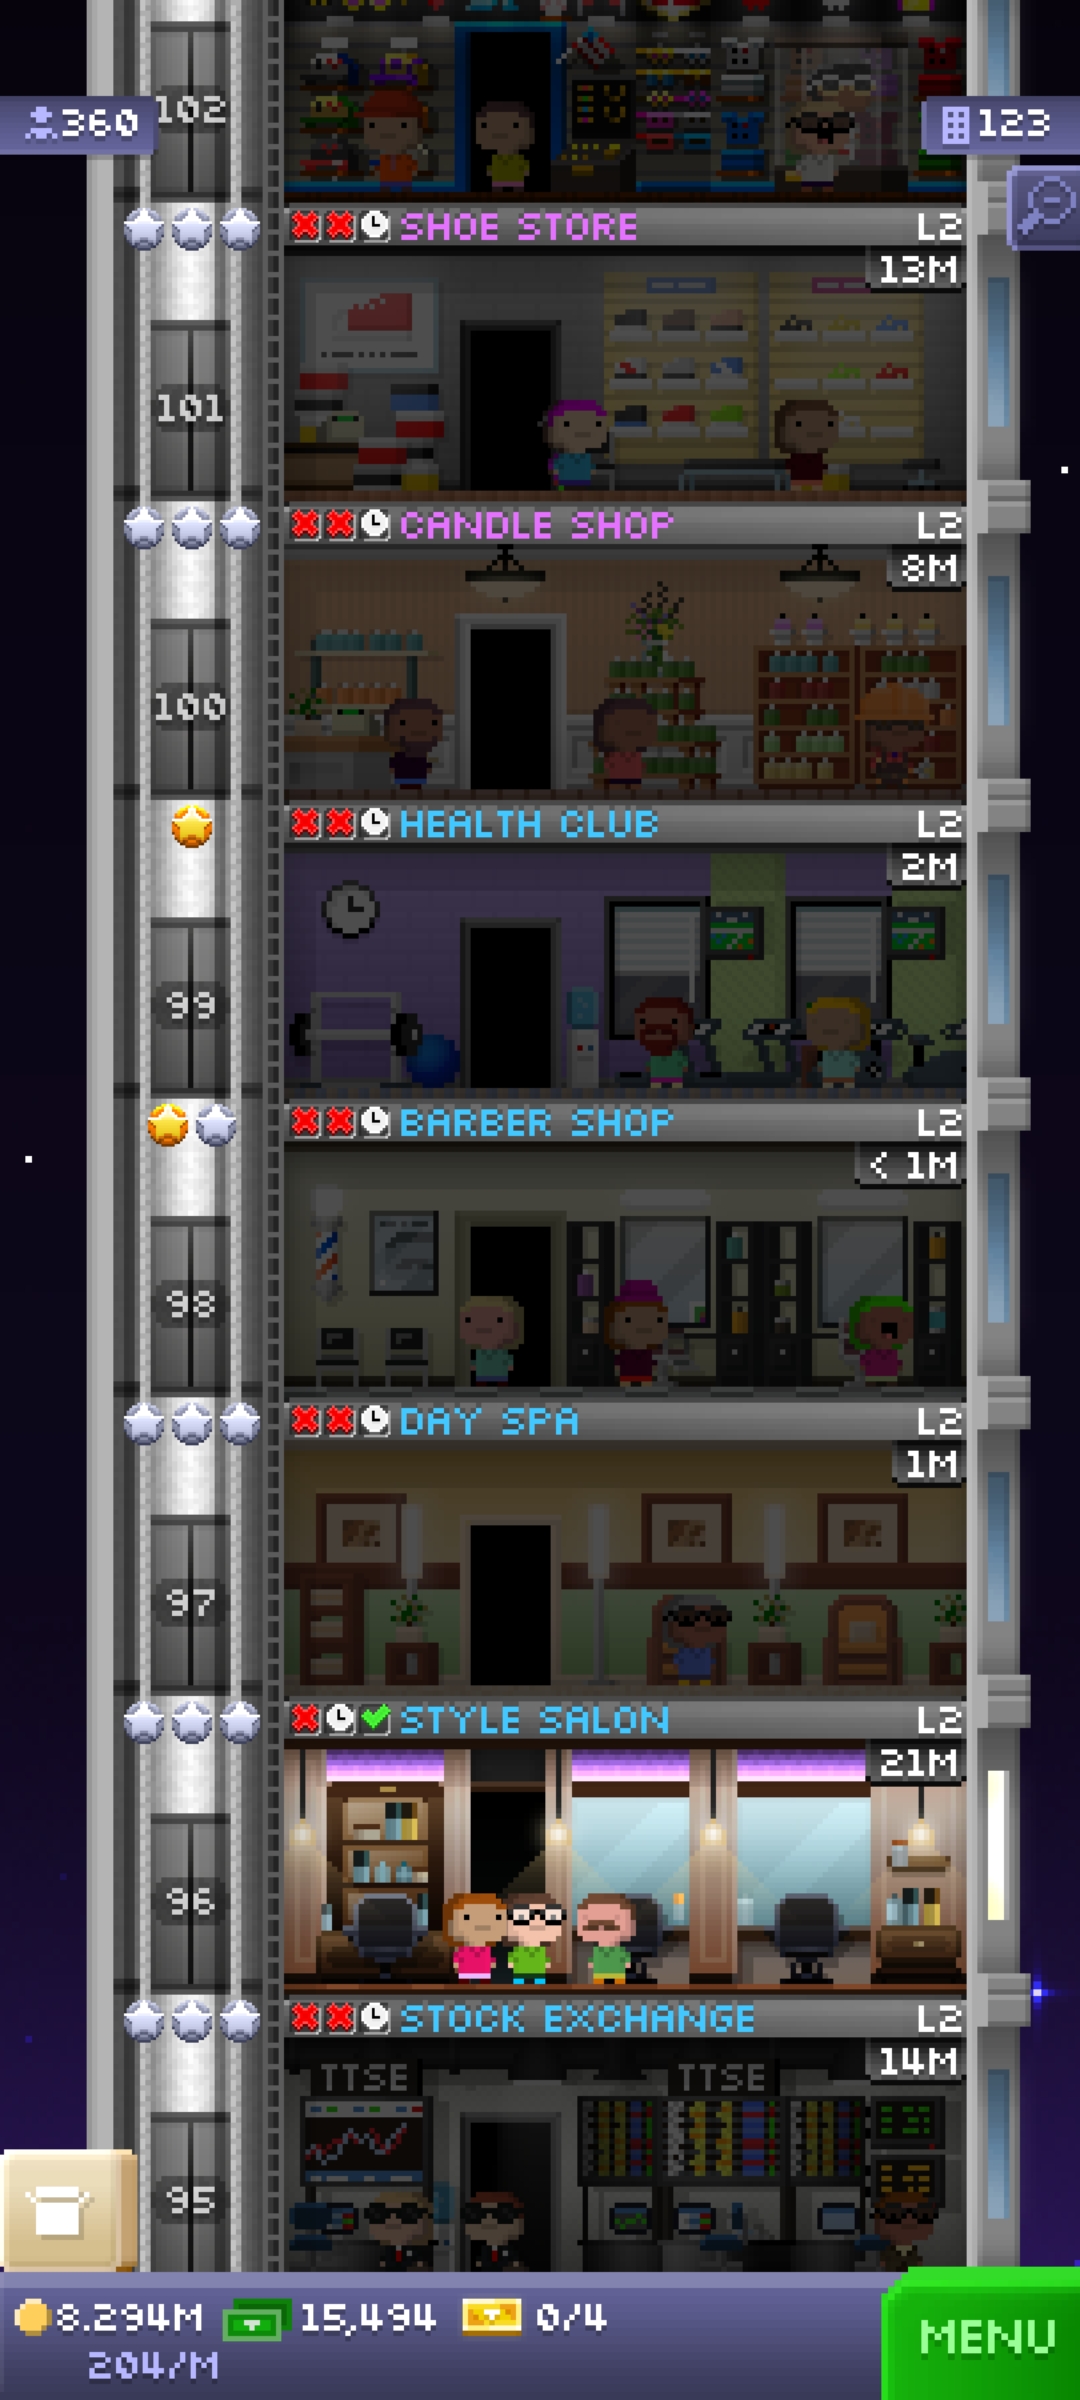 102
360
123
SHOE STORE L2
13M
101
CANDLE SHOP L2
8M
100
HEALTH CLUB L2
2M
99
BARBER SHOP L2
< 1M
98
DAY SPA L2
1M
97
STYLE SALON L2
21M
96
STOCK EXCHANGE L2
14M
TTSE TTSE
95
8.294M 15,494 0/4
204/M
MENU